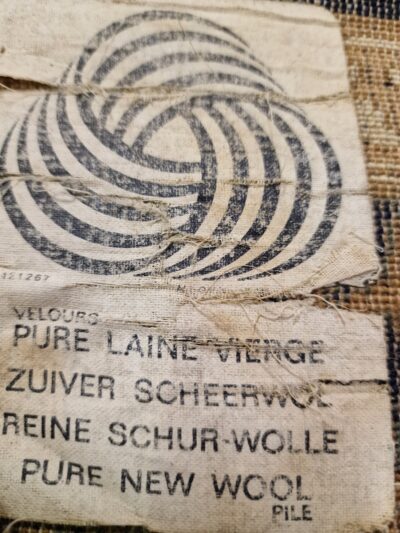 121267
VELOURS
PURE LAINE VIERGE
ZUIVER SCHEERWOL
REINE SCHUR-WOLLE
PURE NEW WOOL
PILE